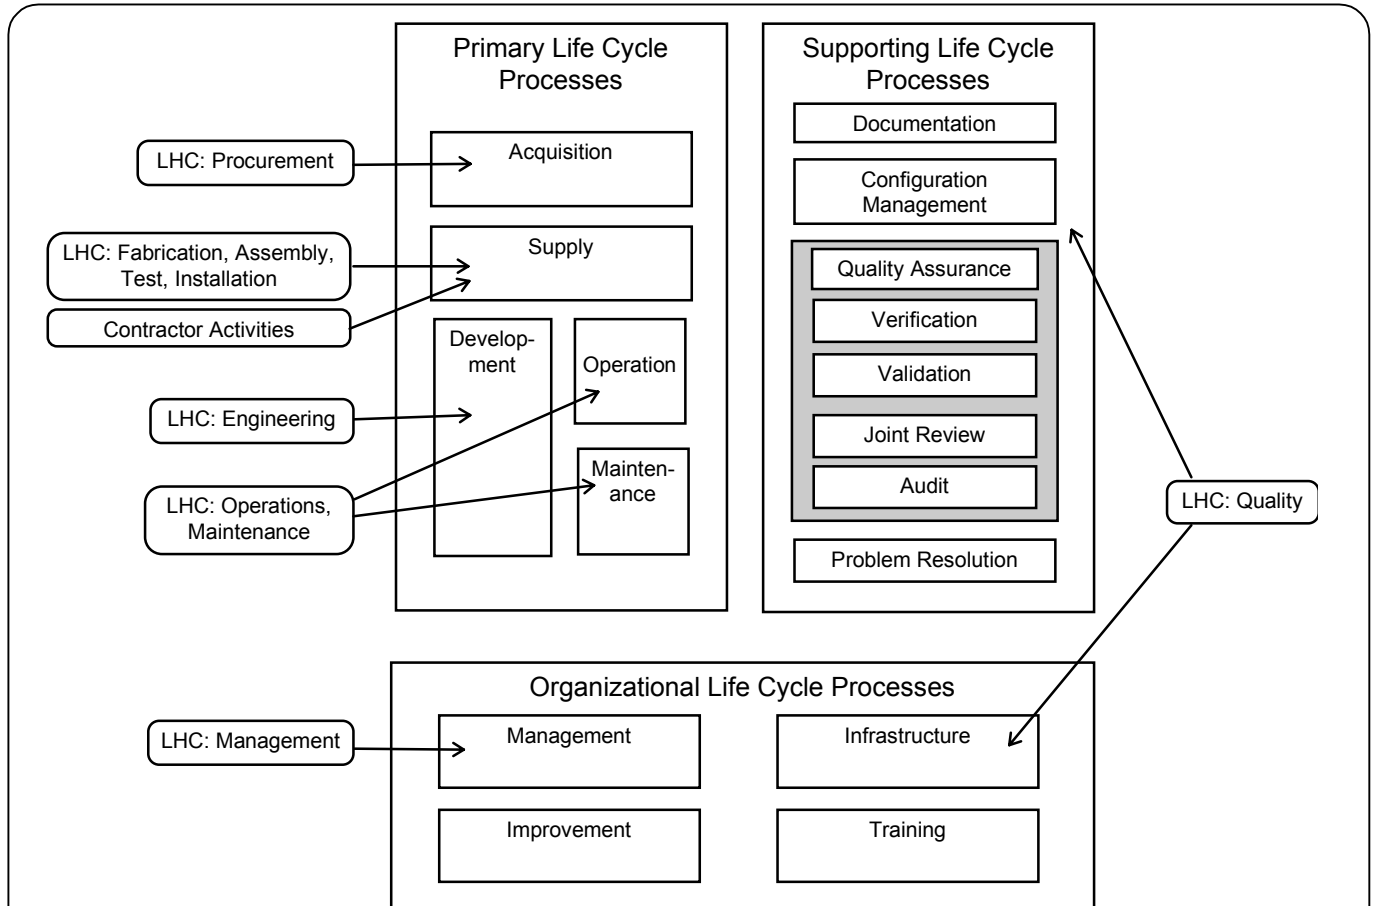 Primary Life Cycle
Processes
Supporting Life Cycle
Processes
LHC: Procurement
Acquisition
LHC: Fabrication, Assembly,
Test, Installation
Supply
Contractor Activities
Develop-
ment
Operation
LHC: Engineering
Mainten-
ance
LHC: Operations,
Maintenance
Documentation
Configuration
Management
Quality Assurance
Verification
Validation
Joint Review
Audit
Problem Resolution
LHC: Quality
Organizational Life Cycle Processes
LHC: Management
Management
Infrastructure
Improvement
Training